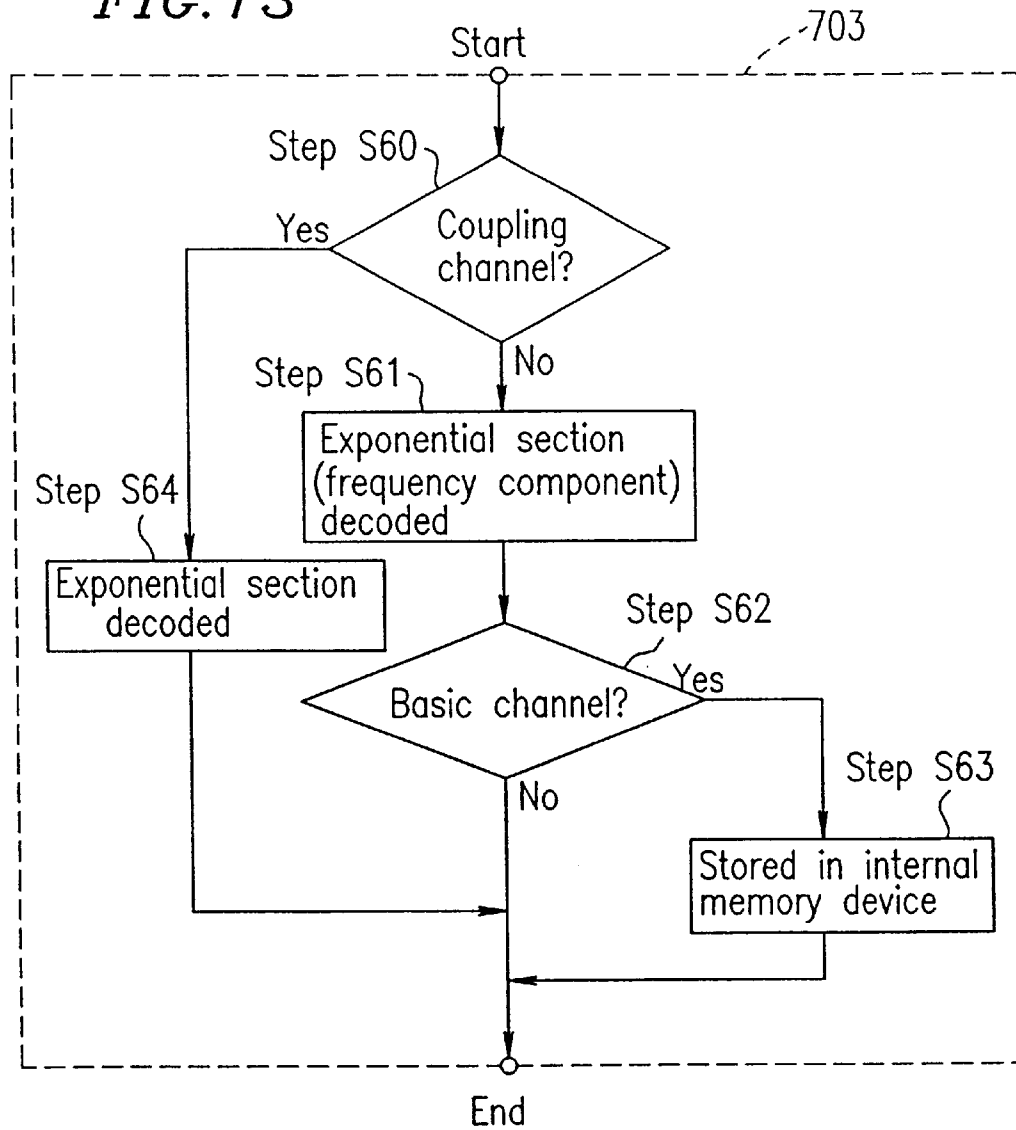 FIG.
703
Start
Step S60
Yes
Coupling
channel?
No
Step S61
Exponential section
(frequency component)
decoded
Step S64
Exponential section
decoded
Step S62
Basic channel?
Yes
No
Step S63
Stored in internal
memory device
End